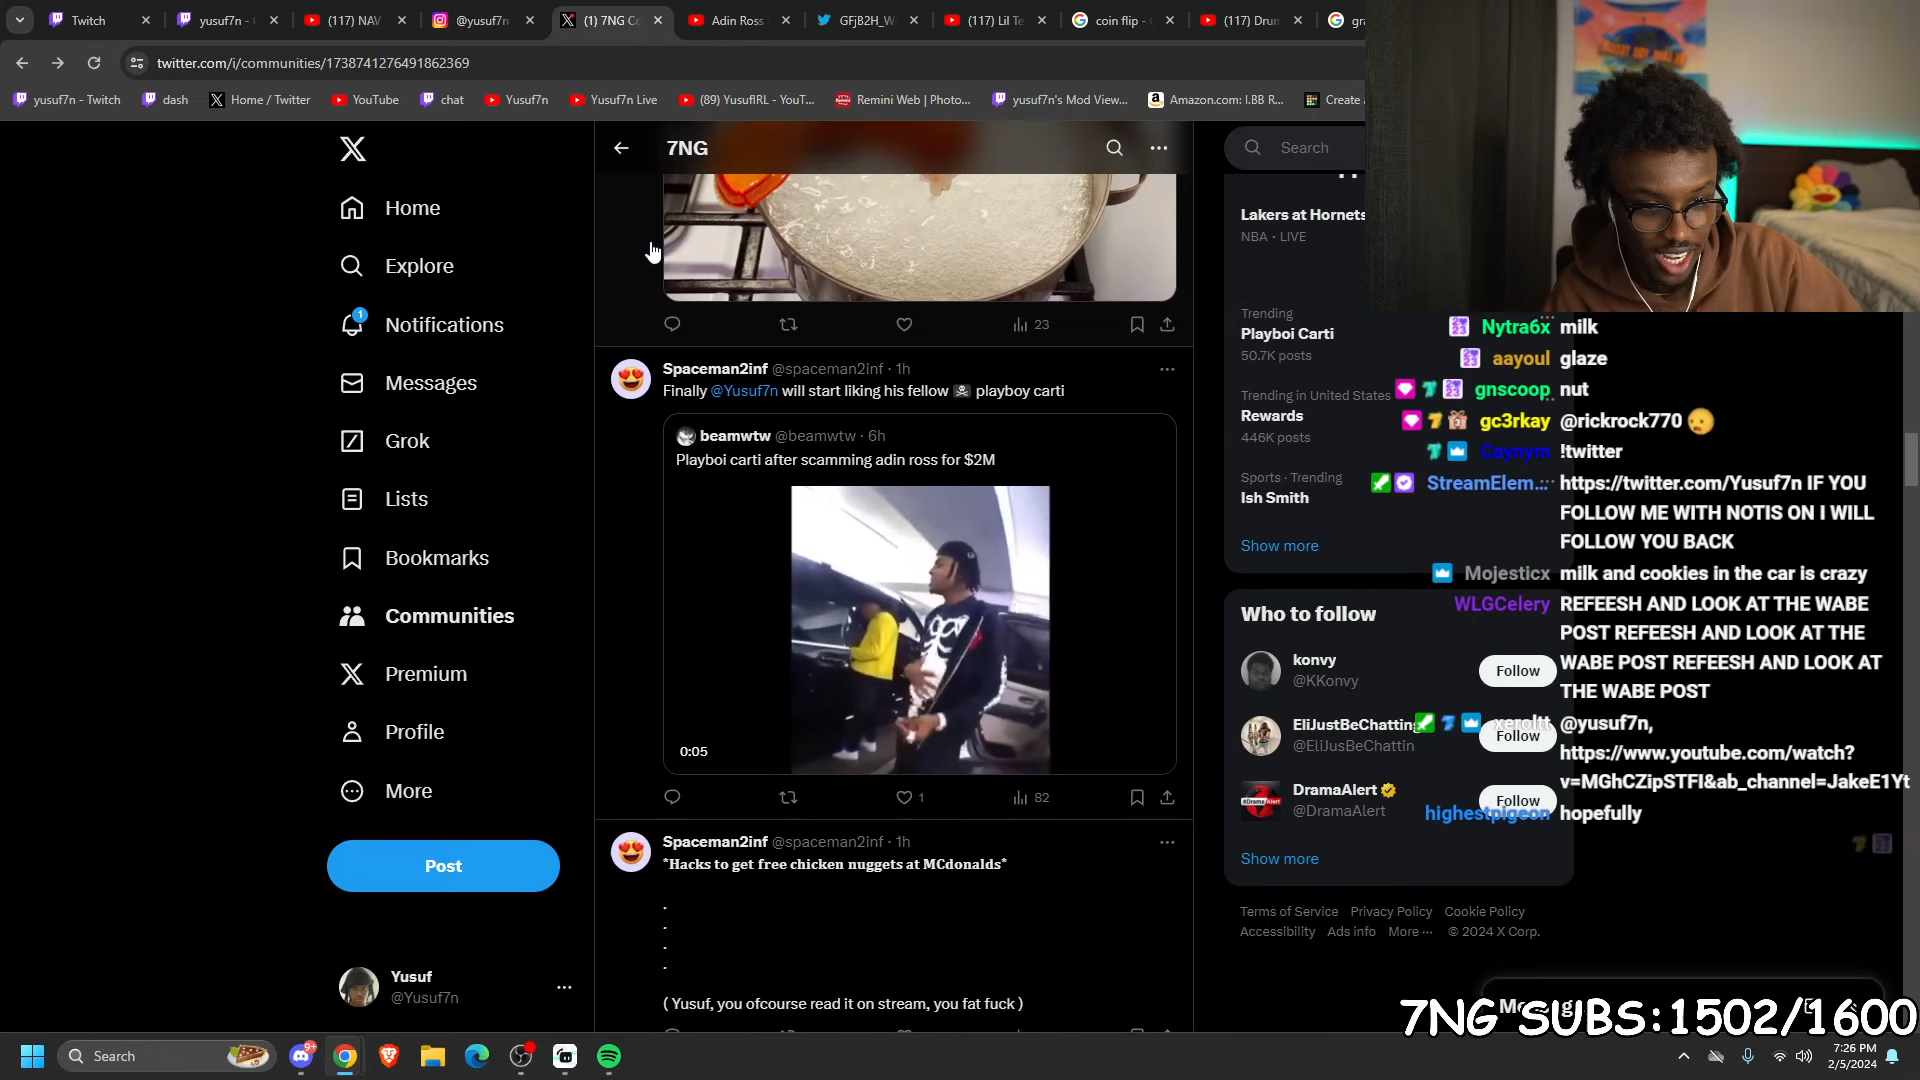 Twitch
yusuf7n -
(117) NAV
@yusuf7n
(1) 7NG Co
Adin Ross
GFjB2H_W
(117) Lil Te
coin flip -
(117) Drum
gra
twitter.com/i/communities/1738741276491862369
yusuf7n - Twitch
dash
Home / Twitter
YouTube
chat
Yusuf7n
Yusuf7n Live
(89) YusufIRL - YouT...
Remini Web | Photo...
yusuf7n's Mod View...
Amazon.com: I.BB R...
Create a
7NG
Search
Home
Explore
1
Notifications
Messages
Grok
Lists
Bookmarks
Communities
Premium
Profile
More
Post
Yusuf
@Yusuf7n
23
Spaceman2inf @spaceman2inf · 1h
Finally @Yusuf7n will start liking his fellow playboy carti
beamwtw @beamwtw · 6h
Playboi carti after scamming adin ross for $2M
0:05
1
82
Spaceman2inf @spaceman2inf · 1h
*Hacks to get free chicken nuggets at MCdonalds*
.
.
.
.
( Yusuf, you ofcourse read it on stream, you fat fuck )
Lakers at Hornets
NBA · LIVE
Trending
Playboi Carti
50.7K posts
Trending in United States
Rewards
446K posts
Sports · Trending
Ish Smith
Show more
Who to follow
konvy
@KKonvy
Follow
EliJustBeChatting
@EliJusBeChattin
Follow
DramaAlert
@DramaAlert
Follow
Show more
Terms of Service Privacy Policy Cookie Policy
Accessibility Ads info More ··· © 2024 X Corp.
Nytra6x milk
aayoul glaze
gnscoop nut
gc3rkay @rickrock770
Caynym !twitter
StreamElem... https://twitter.com/Yusuf7n IF YOU
FOLLOW ME WITH NOTIS ON I WILL
FOLLOW YOU BACK
Mojesticx milk and cookies in the car is crazy
WLGCelery REFEESH AND LOOK AT THE WABE
POST REFEESH AND LOOK AT THE
WABE POST REFEESH AND LOOK AT
THE WABE POST
xeroltt @yusuf7n,
https://www.youtube.com/watch?
v=MGhCZipSTFI&ab_channel=JakeE1Yt
highestpigeon hopefully
7NG SUBS:1502/1600
Search
9+
7:26 PM
2/5/2024